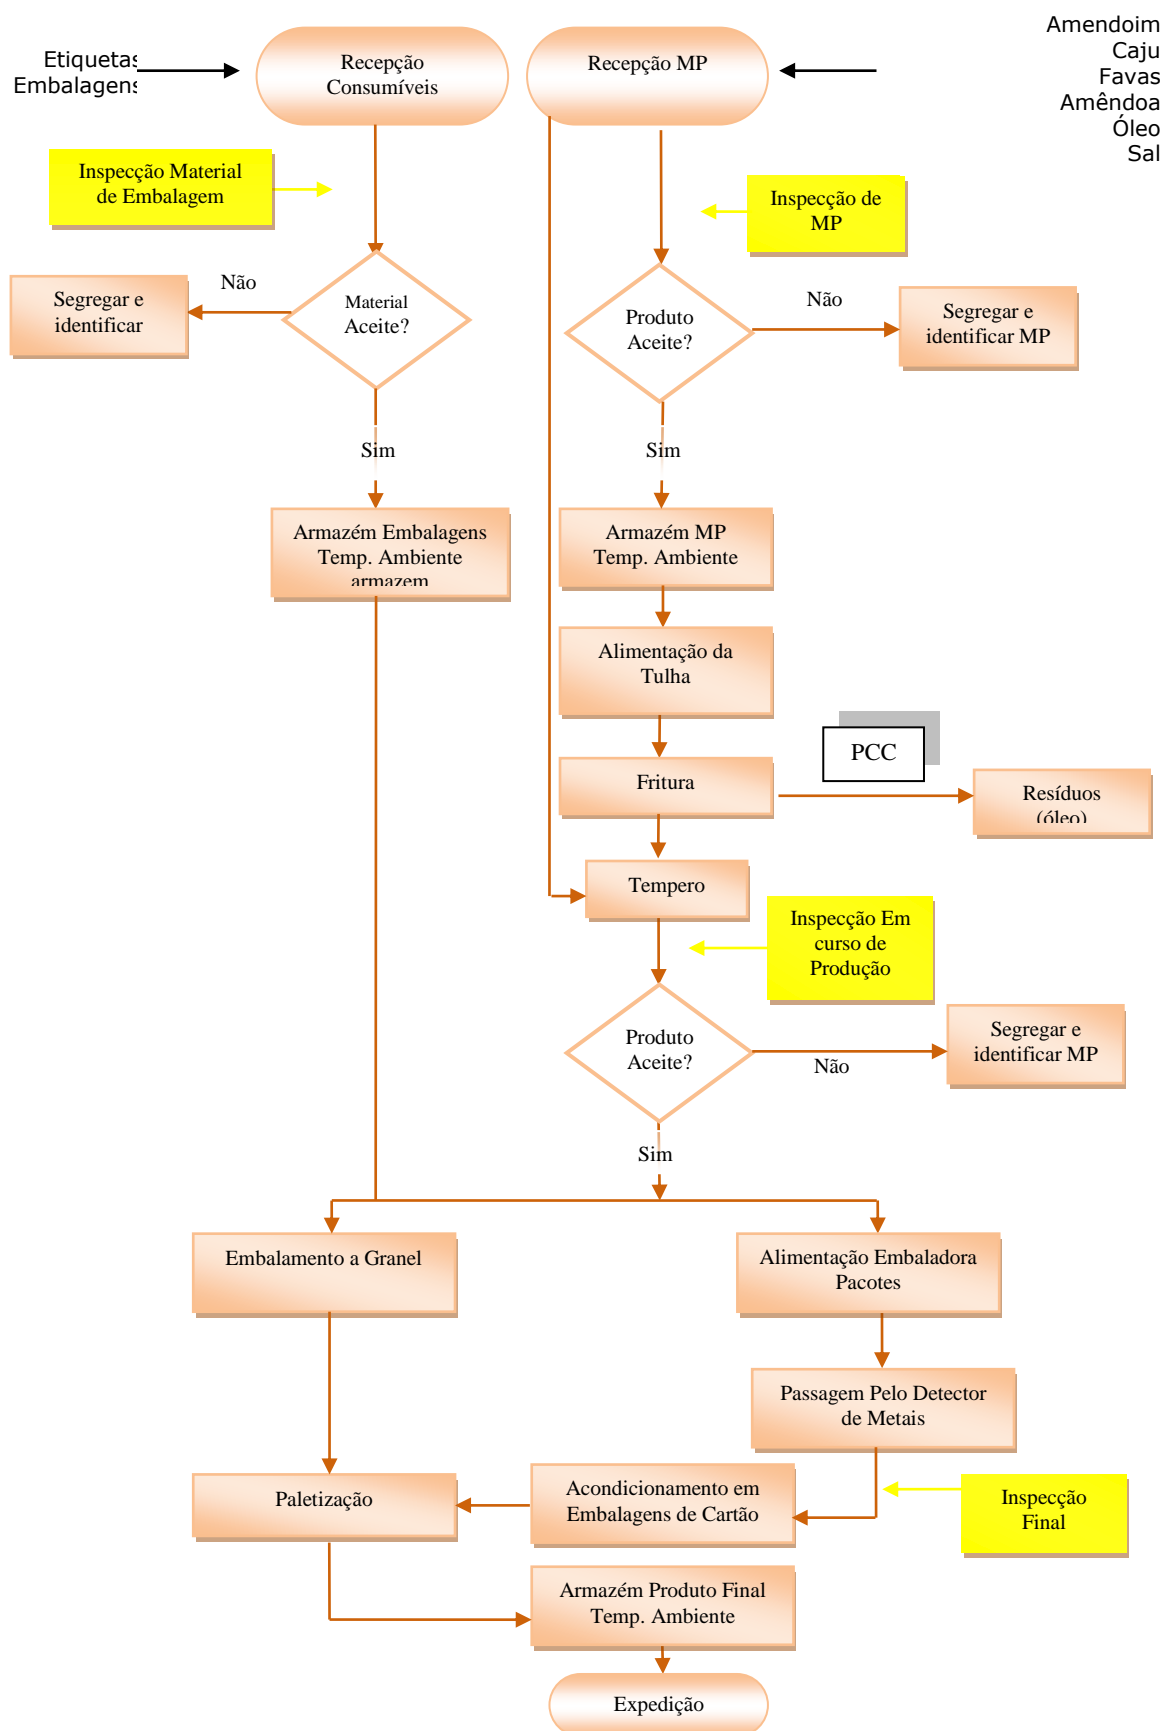 Amendoim
Caju
Favas
Amêndoa
Óleo
Sal
Etiquetas
Embalagens
Recepção
Consumíveis
Recepção MP
Inspecção Material
de Embalagem
Inspecção de
MP
Não
Segregar e
identificar
Material
Aceite?
Produto
Aceite?
Não
Segregar e
identificar MP
Sim
Sim
Armazém Embalagens
Temp. Ambiente
armazem
Armazém MP
Temp. Ambiente
Alimentação da
Tulha
PCC
Fritura
Resíduos
(óleo)
Tempero
Inspecção Em
curso de
Produção
Produto
Aceite?
Não
Segregar e
identificar MP
Sim
Embalamento a Granel
Alimentação Embaladora
Pacotes
Passagem Pelo Detector
de Metais
Paletização
Acondicionamento em
Embalagens de Cartão
Inspecção
Final
Armazém Produto Final
Temp. Ambiente
Expedição